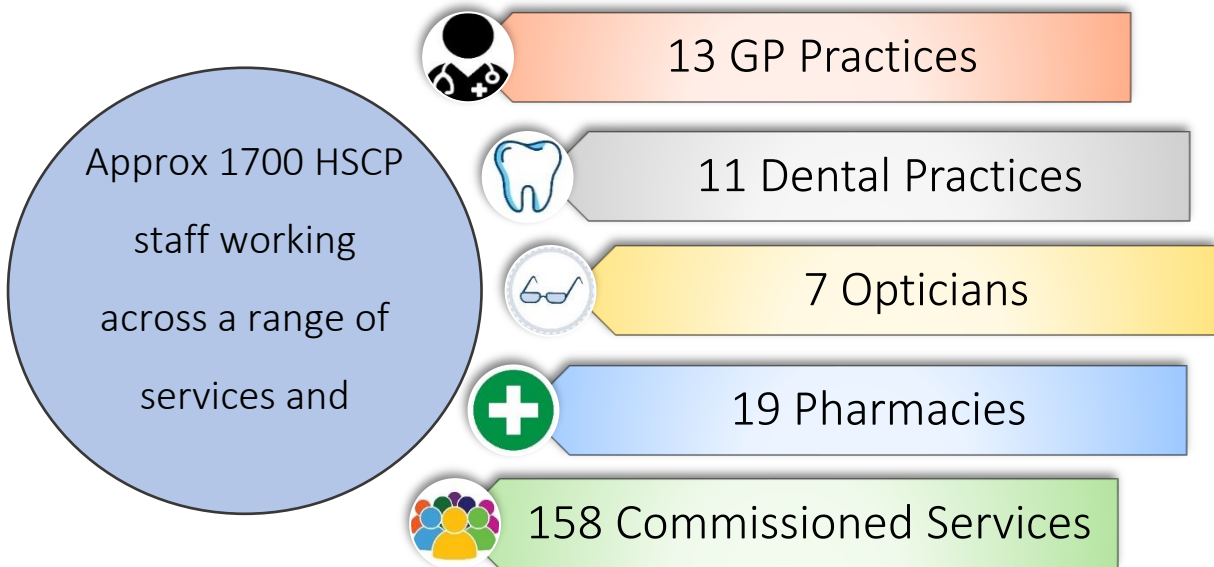 Approx 1700 HSCP
staff working
across a range of
services and
13 GP Practices
11 Dental Practices
7 Opticians
19 Pharmacies
158 Commissioned Services